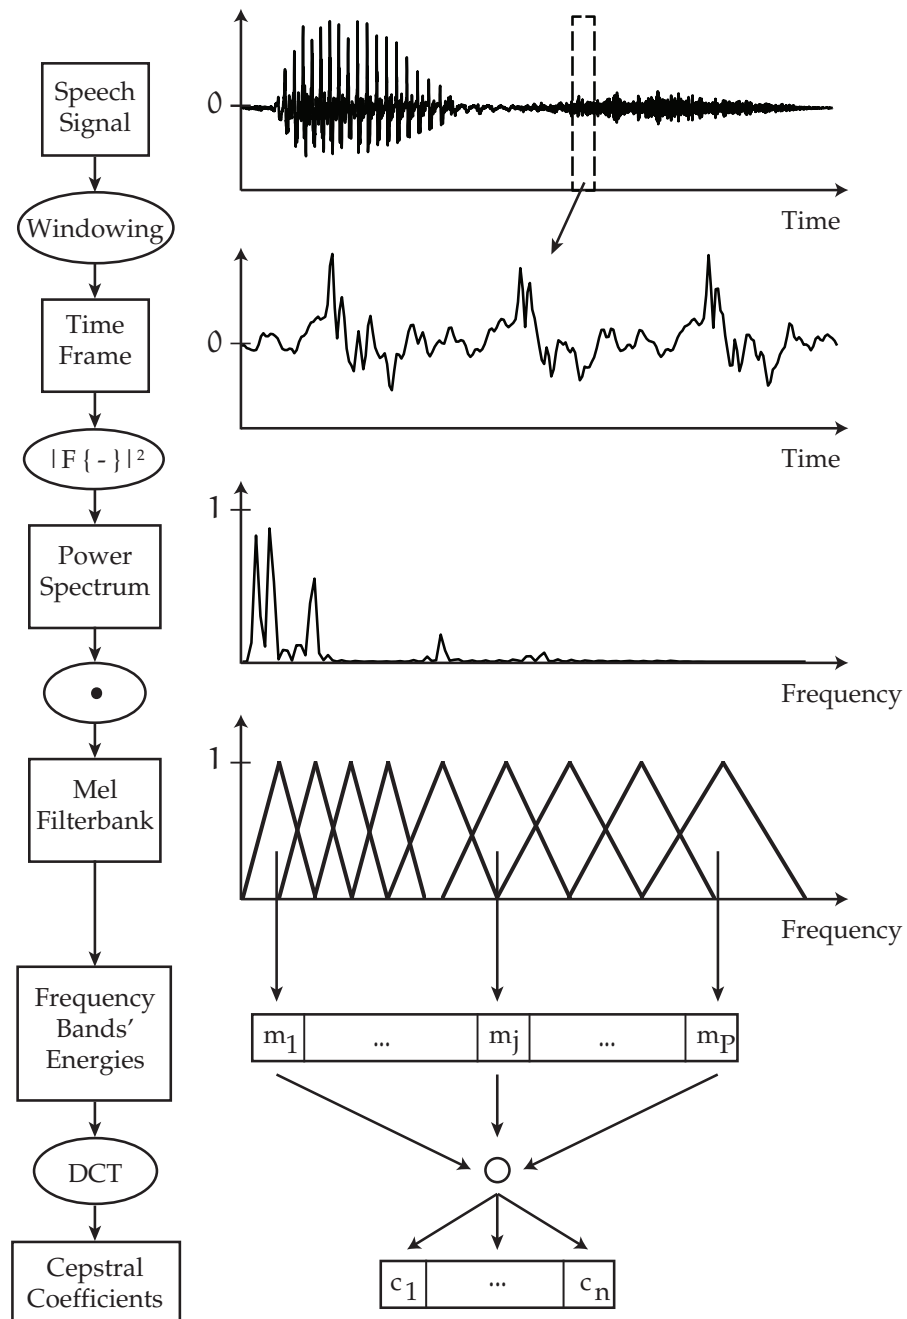 Speech
Signal
0
Time
Windowing
Time
Frame
0
Time
| F { - } | ²
1
Power
Spectrum
Frequency
•
1
Mel
Filterbank
Frequency
Frequency
Bands’
Energies
m1 ... mj ... mP
DCT
Cepstral
Coefficients
c1 ... cn